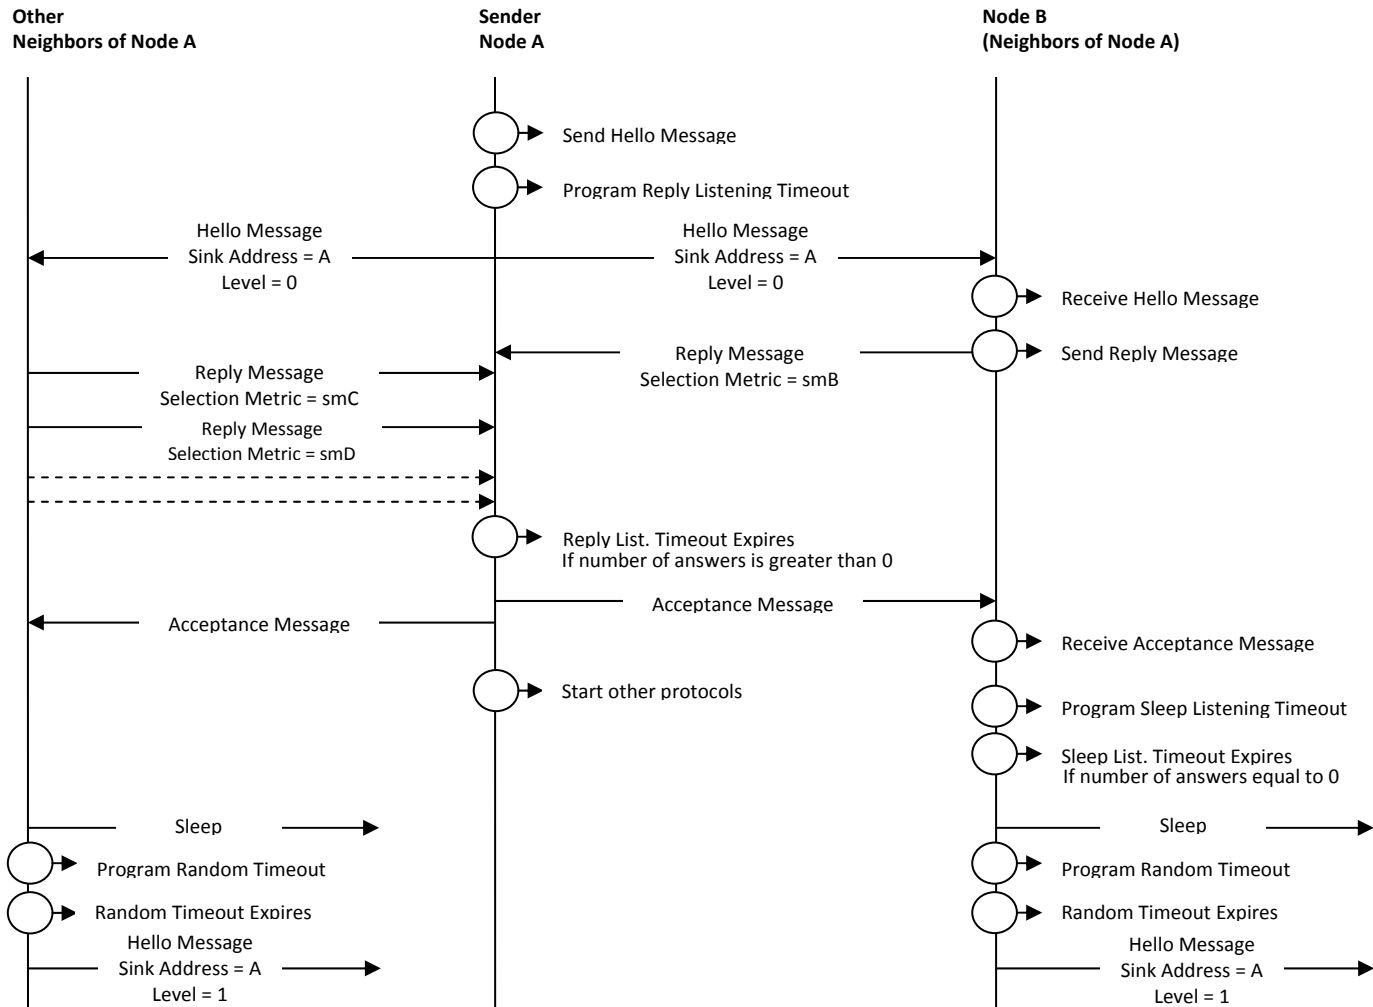 Other
Neighbors of Node A
Sender
Node A
Node B
(Neighbors of Node A)
Send Hello Message
Program Reply Listening Timeout
Hello Message
Sink Address = A
Level = 0
Hello Message
Sink Address = A
Level = 0
Receive Hello Message
Send Reply Message
Reply Message
Selection Metric = smB
Reply Message
Selection Metric = smC
Reply Message
Selection Metric = smD
Reply List. Timeout Expires
If number of answers is greater than 0
Acceptance Message
Acceptance Message
Receive Acceptance Message
Start other protocols
Program Sleep Listening Timeout
Sleep List. Timeout Expires
If number of answers equal to 0
Sleep
Sleep
Program Random Timeout
Program Random Timeout
Random Timeout Expires
Random Timeout Expires
Hello Message
Sink Address = A
Level = 1
Hello Message
Sink Address = A
Level = 1